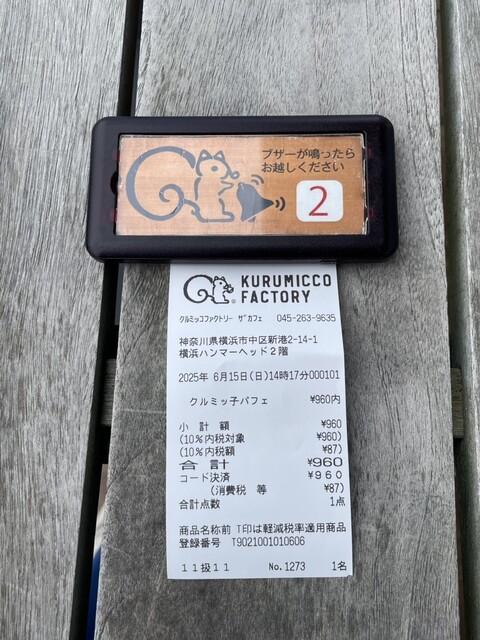 ブザーが鳴ったら
お越しください
2
KURUMICCO
FACTORY
クルミッコファクトリー ザカフェ 045-263-9635
神奈川県横浜市中区新港2-14-1
横浜ハンマーヘッド2階
2025年 6月15日(日)14時17分000101
クルミッ子パフェ ¥960内
小 計 額 ¥960
(10%内税対象 ¥960)
(10%内税額 ¥87)
合 計 ¥960
コード決済 ¥960
(消費税 等 ¥87)
合計点数 1点
商品名称前 T印は軽減税率適用商品
登録番号 T9021001010606
11扱11 No.1273 1名